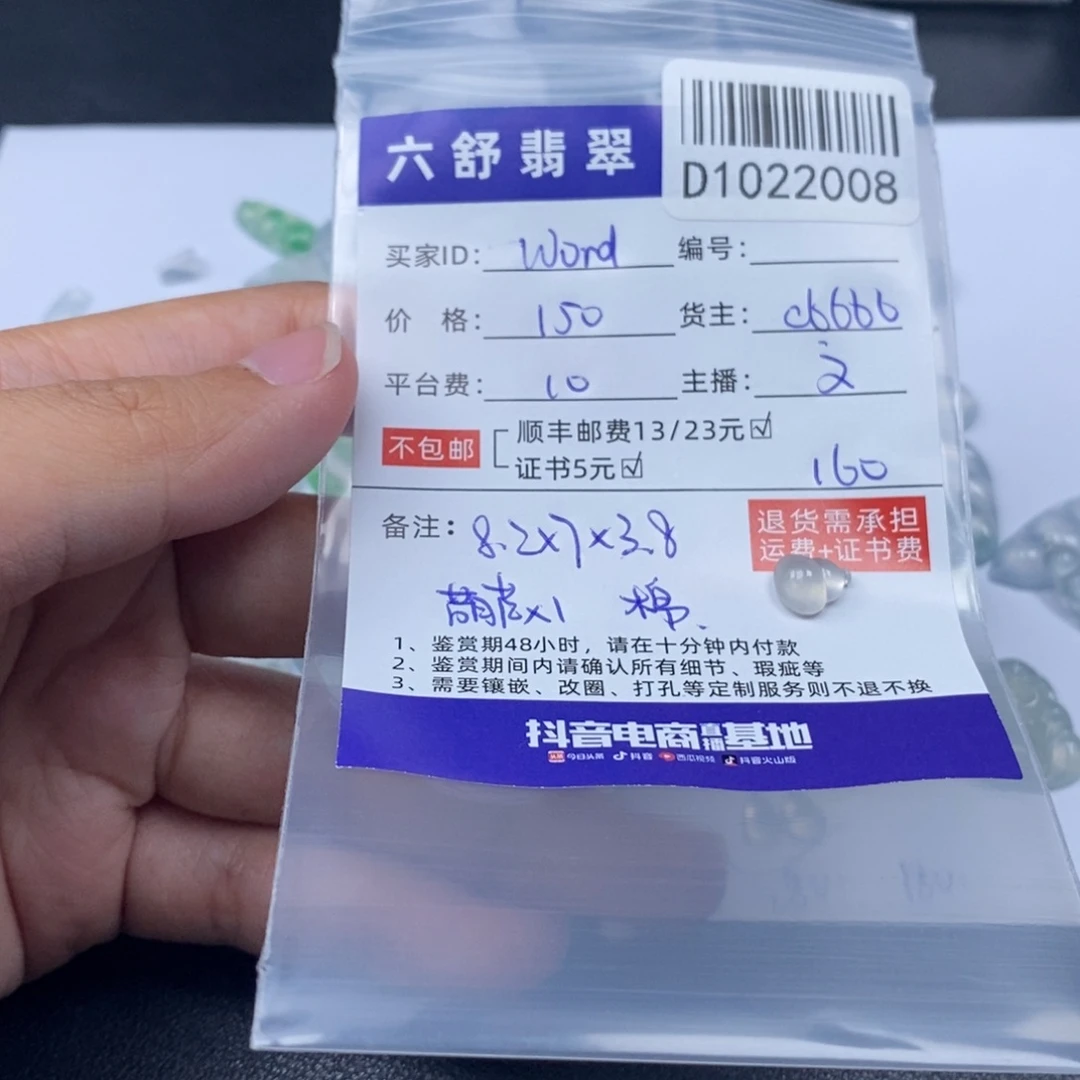 六舒翡翠
D1022008
买家ID: Word 编号:
价 格: 150 货主: cb666
平台费: 10 主播: 文
不包邮
顺丰邮费13/23元☑
证书5元☑
160
备注: 8.2x7x3.8
退货需承担
运费+证书费
葫芦x1 棉.
1、鉴赏期48小时，请在十分钟内付款
2、鉴赏期间内请确认所有细节、瑕疵等
3、需要镶嵌、改圈、打孔等定制服务则不退不换
抖音电商直播基地
今日头条 抖音 西瓜视频 抖音火山版